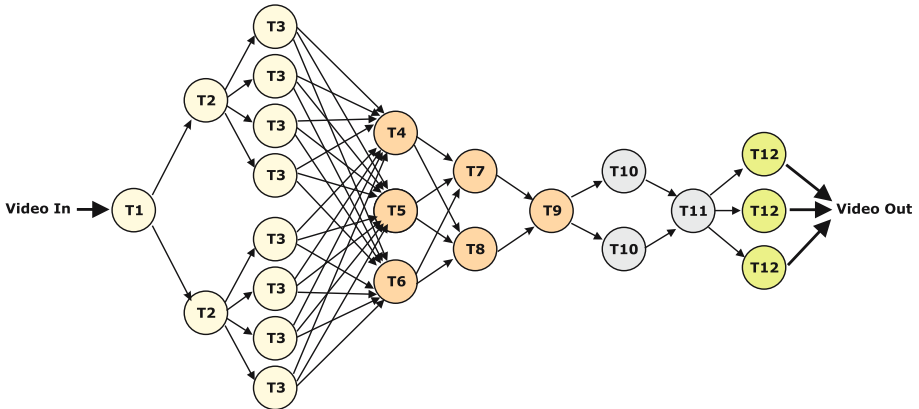 Video In
T1
T2
T2
T3
T3
T3
T3
T3
T3
T3
T3
T4
T5
T6
T7
T8
T9
T10
T10
T11
T12
T12
T12
Video Out